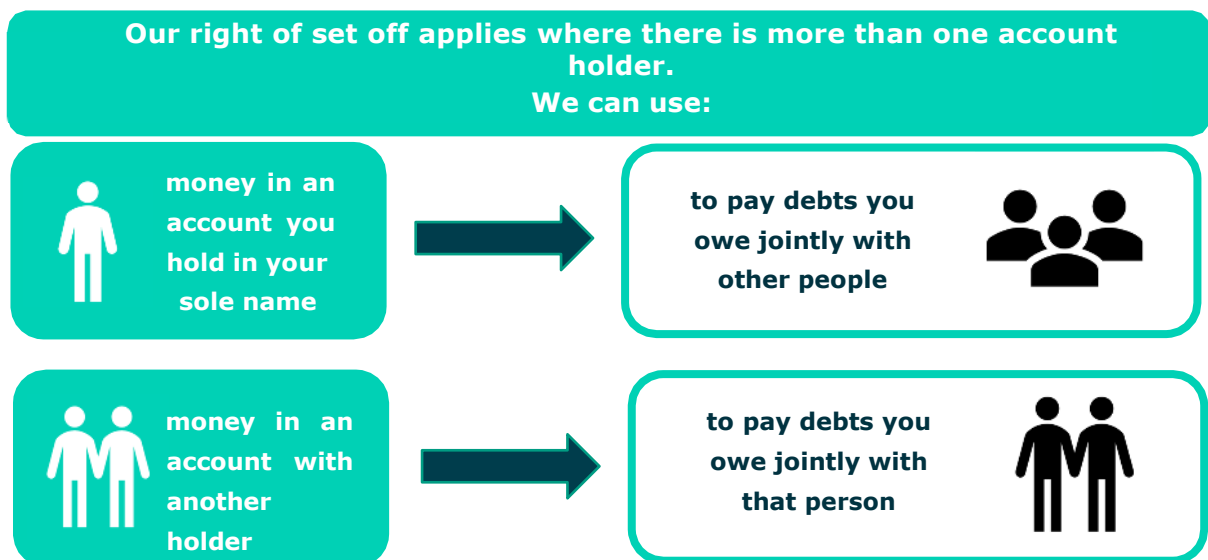 Our right of set off applies where there is more than one account
holder.
We can use:
money in an
account you
hold in your
sole name
to pay debts you
owe jointly with
other people
money in an
account with
another
holder
to pay debts you
owe jointly with
that person